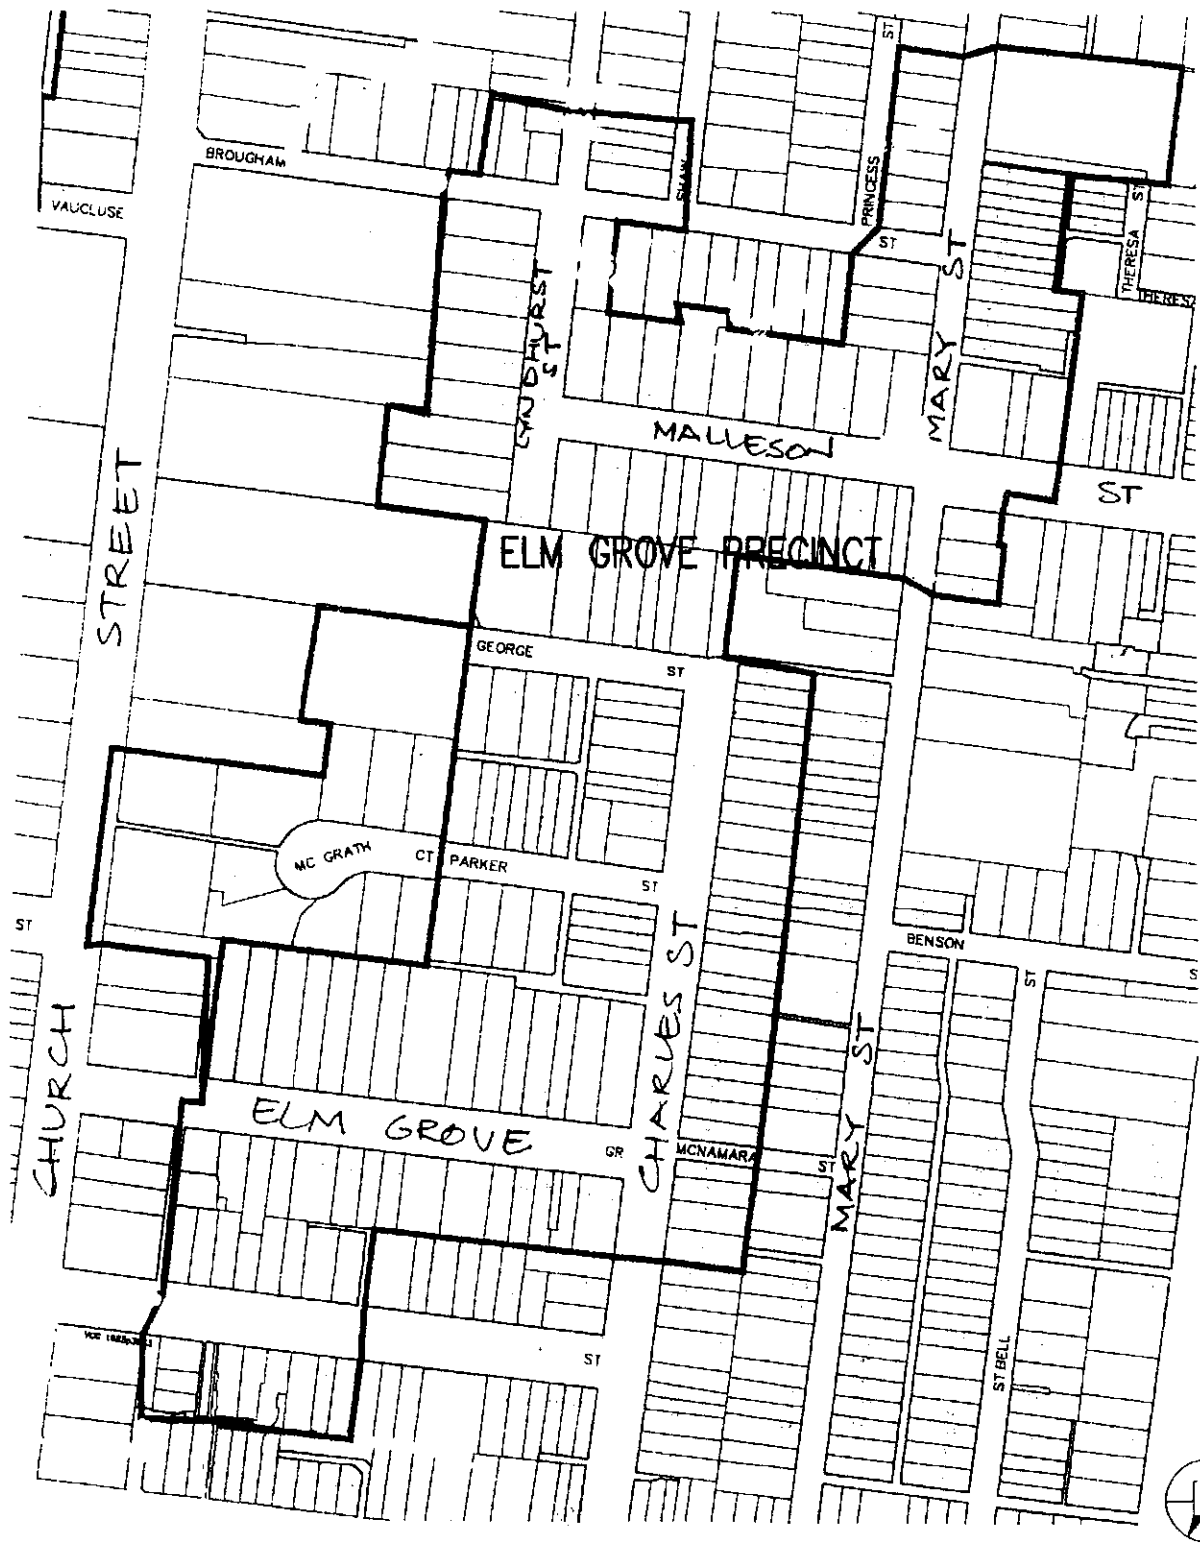 ST
BROUGHAM
SHAW
PRINCESS
VAUCLUSE
ST
ST
THERESA
ST
MARY ST
LYNDHURST
ST
MALLESON
ST
STREET
ELM GROVE PRECINCT
GEORGE
ST
MC GRATH
CT
PARKER
ST
ST
BENSON
ST
S
CHARLES ST
CHURCH
ELM GROVE
GR
MCNAMARA
ST
MARY ST
ST BELL
ST